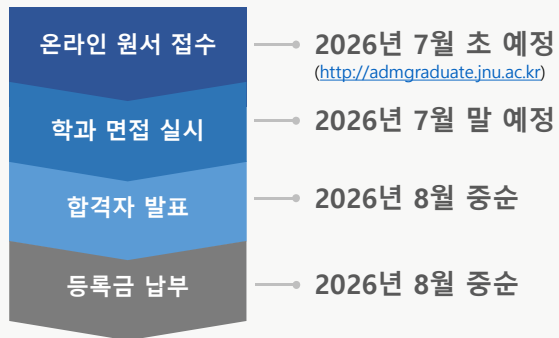 온라인 원서 접수
2026년 7월 초 예정
(http://admgraduate.jnu.ac.kr)
학과 면접 실시
2026년 7월 말 예정
합격자 발표
2026년 8월 중순
등록금 납부
2026년 8월 중순